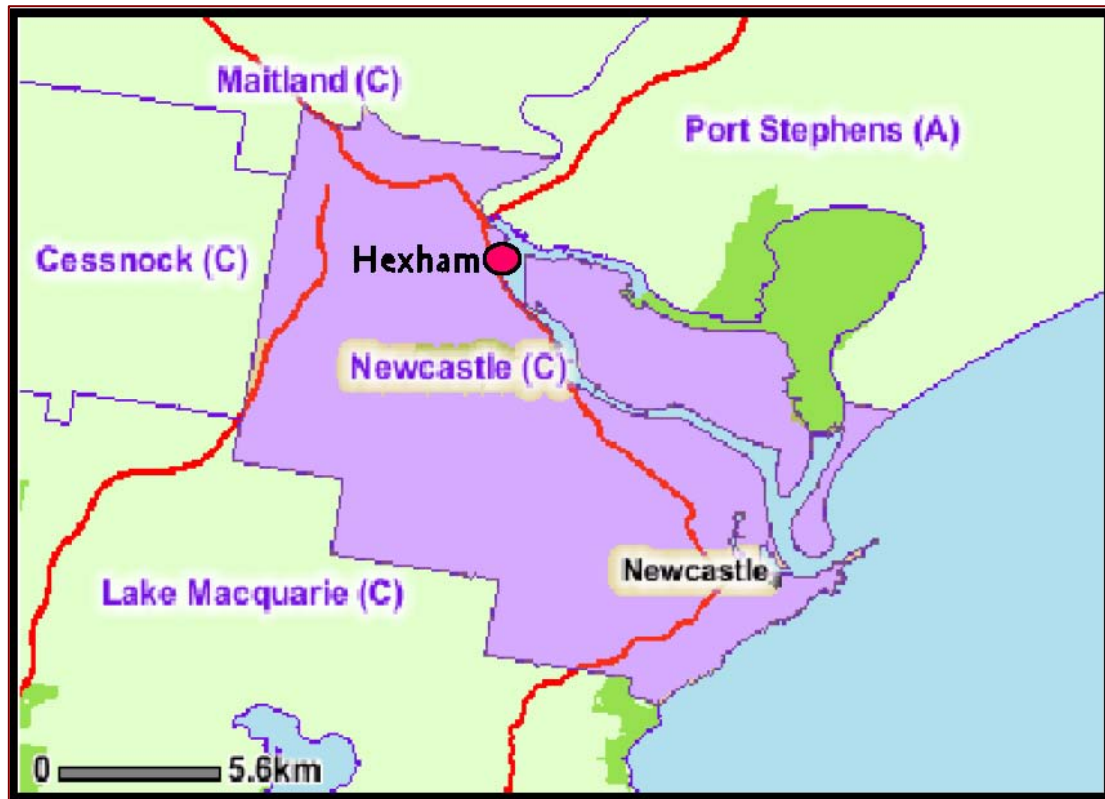 Maitland (C)
Port Stephens (A)
Cessnock (C)
Hexham
Newcastle (C)
Newcastle
Lake Macquarie (C)
0 5.6km